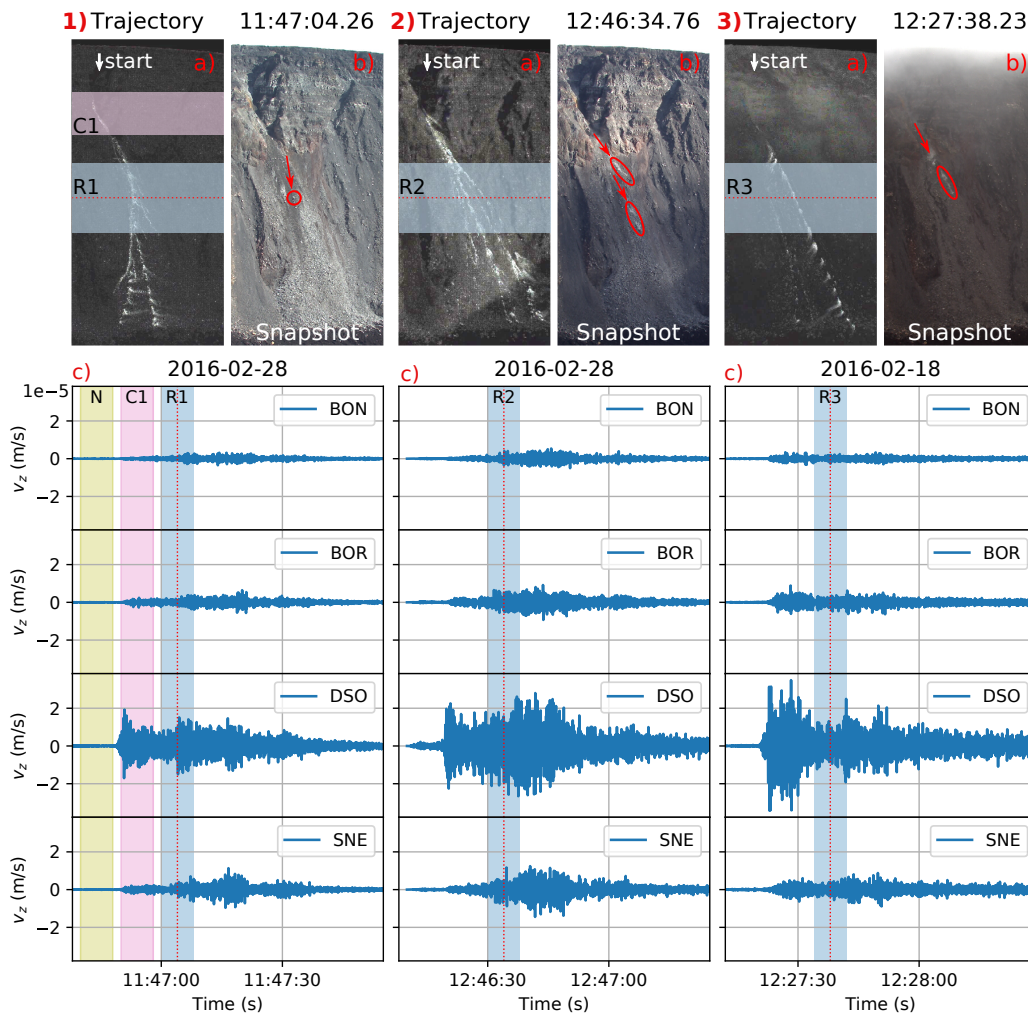 1) Trajectory 11:47:04.26 2) Trajectory 12:46:34.76 3) Trajectory 12:27:38.23
start a) b) start a) b) start a) b)
C1
R1 R2 R3
Snapshot Snapshot Snapshot
c) 2016-02-28 c) 2016-02-28 c) 2016-02-18
1e−5
N C1 R1 BON R2 BON R3 BON
2
0
−2
v_z (m/s)
BOR BOR BOR
2
0
−2
v_z (m/s)
DSO DSO DSO
2
0
−2
v_z (m/s)
SNE SNE SNE
2
0
−2
v_z (m/s)
11:47:00 11:47:30 12:46:30 12:47:00 12:27:30 12:28:00
Time (s) Time (s) Time (s)